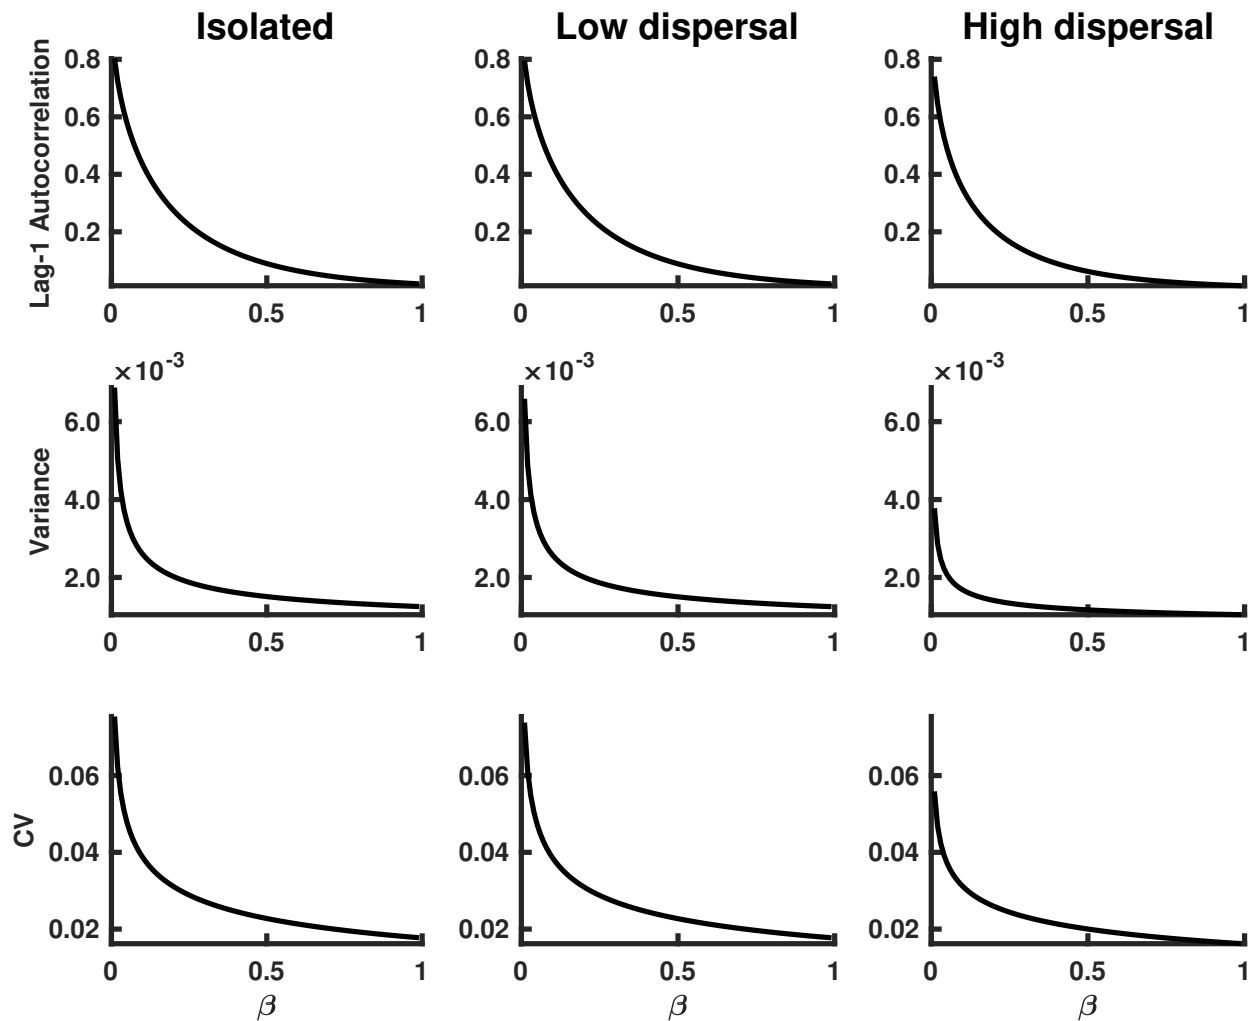 Isolated Low dispersal High dispersal
Lag-1 Autocorrelation
0.8 0.8 0.8
0.6 0.6 0.6
0.4 0.4 0.4
0.2 0.2 0.2
0 0.5 1 0 0.5 1 0 0.5 1
×10-3 ×10-3 ×10-3
Variance
6.0 6.0 6.0
4.0 4.0 4.0
2.0 2.0 2.0
0 0.5 1 0 0.5 1 0 0.5 1
CV
0.06 0.06 0.06
0.04 0.04 0.04
0.02 0.02 0.02
0 0.5 1 0 0.5 1 0 0.5 1
β β β